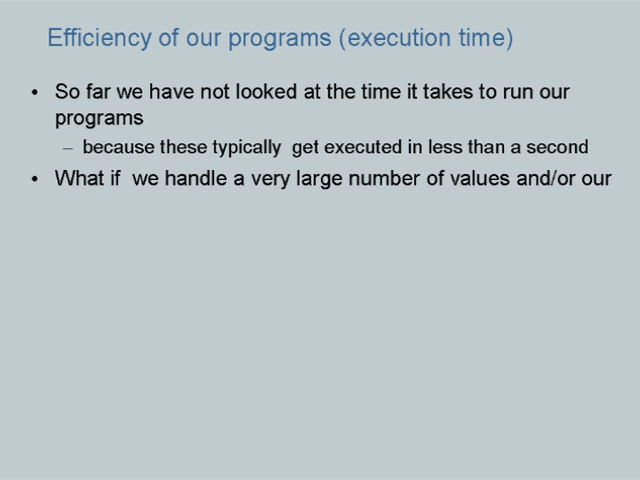 Efficiency of our programs (execution time)
• So far we have not looked at the time it takes to run our
programs
– because these typically get executed in less than a second
• What if we handle a very large number of values and/or our